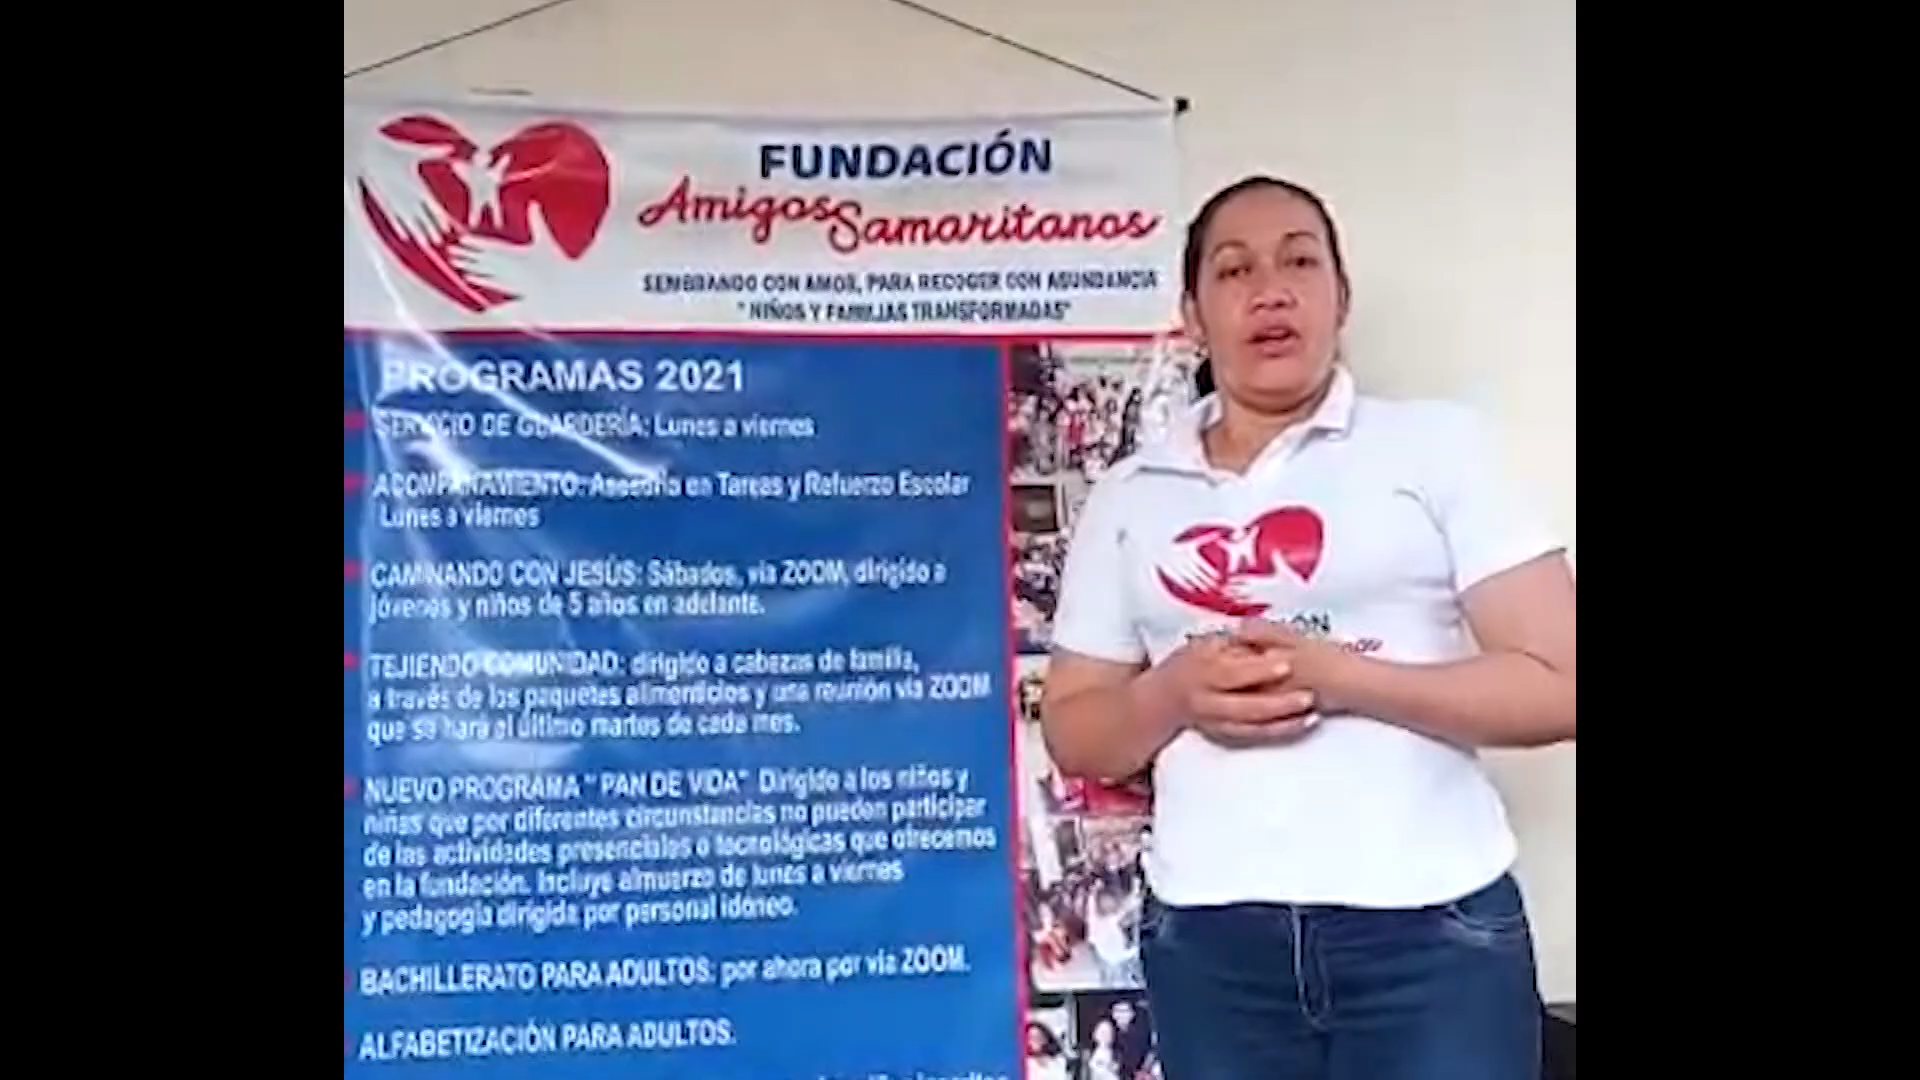 FUNDACIÓN
Amigos Samaritanos
SEMBRANDO CON AMOR, PARA RECOGER CON ABUNDANCIA
" NIÑOS Y FAMILIAS TRANSFORMADAS"
PROGRAMAS 2021
SERVICIO DE GUARDERÍA: Lunes a viernes
ACOMPAÑAMIENTO: Asesoría en Tareas y Refuerzo Escolar
Lunes a viernes
CAMINANDO CON JESÚS: Sábados, vía ZOOM, dirigido a
jóvenes y niños de 5 años en adelante.
TEJIENDO COMUNIDAD: dirigido a cabezas de familia,
a través de los paquetes alimenticios y una reunión vía ZOOM
que se hará el último martes de cada mes.
NUEVO PROGRAMA " PAN DE VIDA" Dirigido a los niños y
niñas que por diferentes circunstancias no pueden participar
de las actividades presenciales o tecnológicas que ofrecemos
en la fundación. Incluye almuerzo de lunes a viernes
y pedagogía dirigida por personal idóneo.
BACHILLERATO PARA ADULTOS: por ahora por vía ZOOM.
ALFABETIZACIÓN PARA ADULTOS.